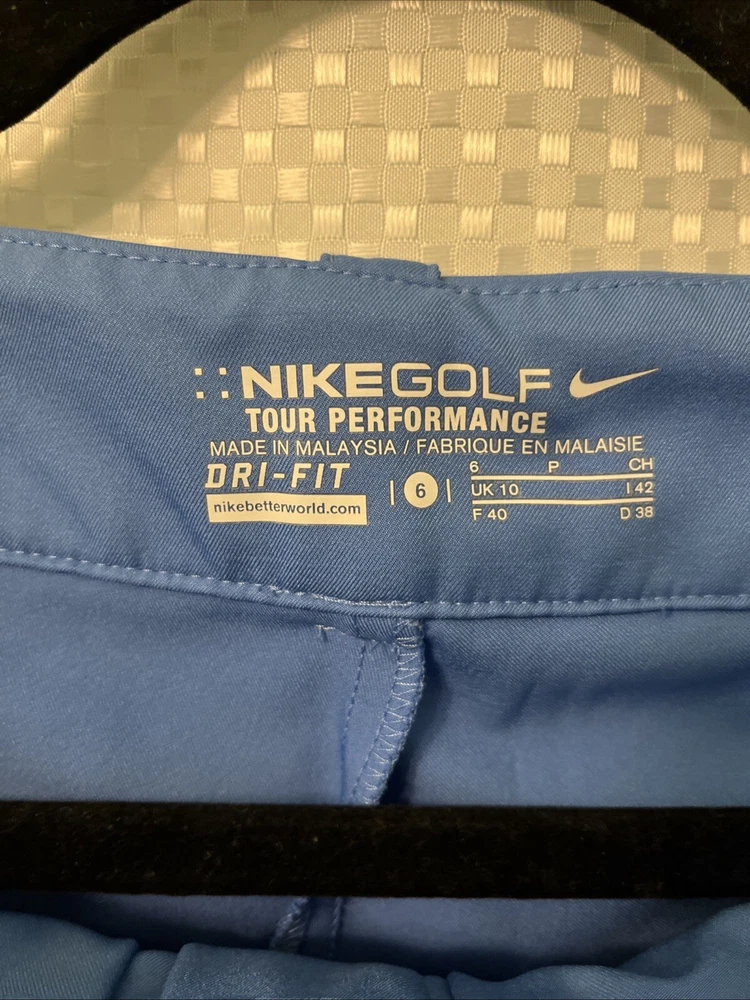 NIKEGOLF
TOUR PERFORMANCE
MADE IN MALAYSIA / FABRIQUE EN MALAISIE
DRI-FIT
nikebetterworld.com
6
6 P CH
UK 10 I 42
F 40 D 38